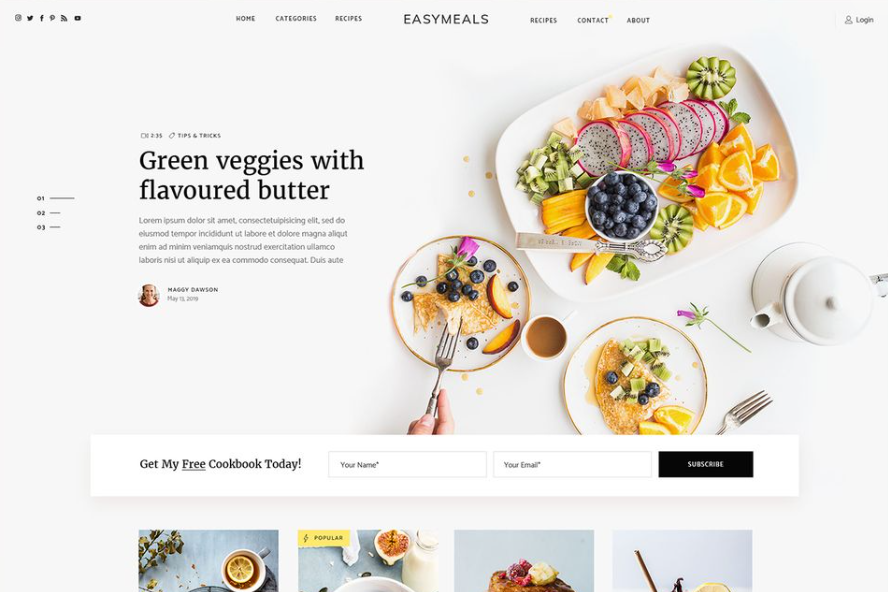 HOME
CATEGORIES
RECIPES
EASYMEALS
RECIPES
CONTACT
ABOUT
Login
2:35
TIPS & TRICKS
Green veggies with
flavoured butter
01
02
03
Lorem ipsum dolor sit amet, consectetuipisicing elit, sed do
eiusmod tempor incididunt ut labore et dolore magna aliqut
enim ad minim veniamquis nostrud exercitation ullamco
laboris nisi ut aliquip ex ea commodo consequat. Duis aute
MAGGY DAWSON
May 13, 2019
Get My Free Cookbook Today!
Your Name*
Your Email*
SUBSCRIBE
POPULAR